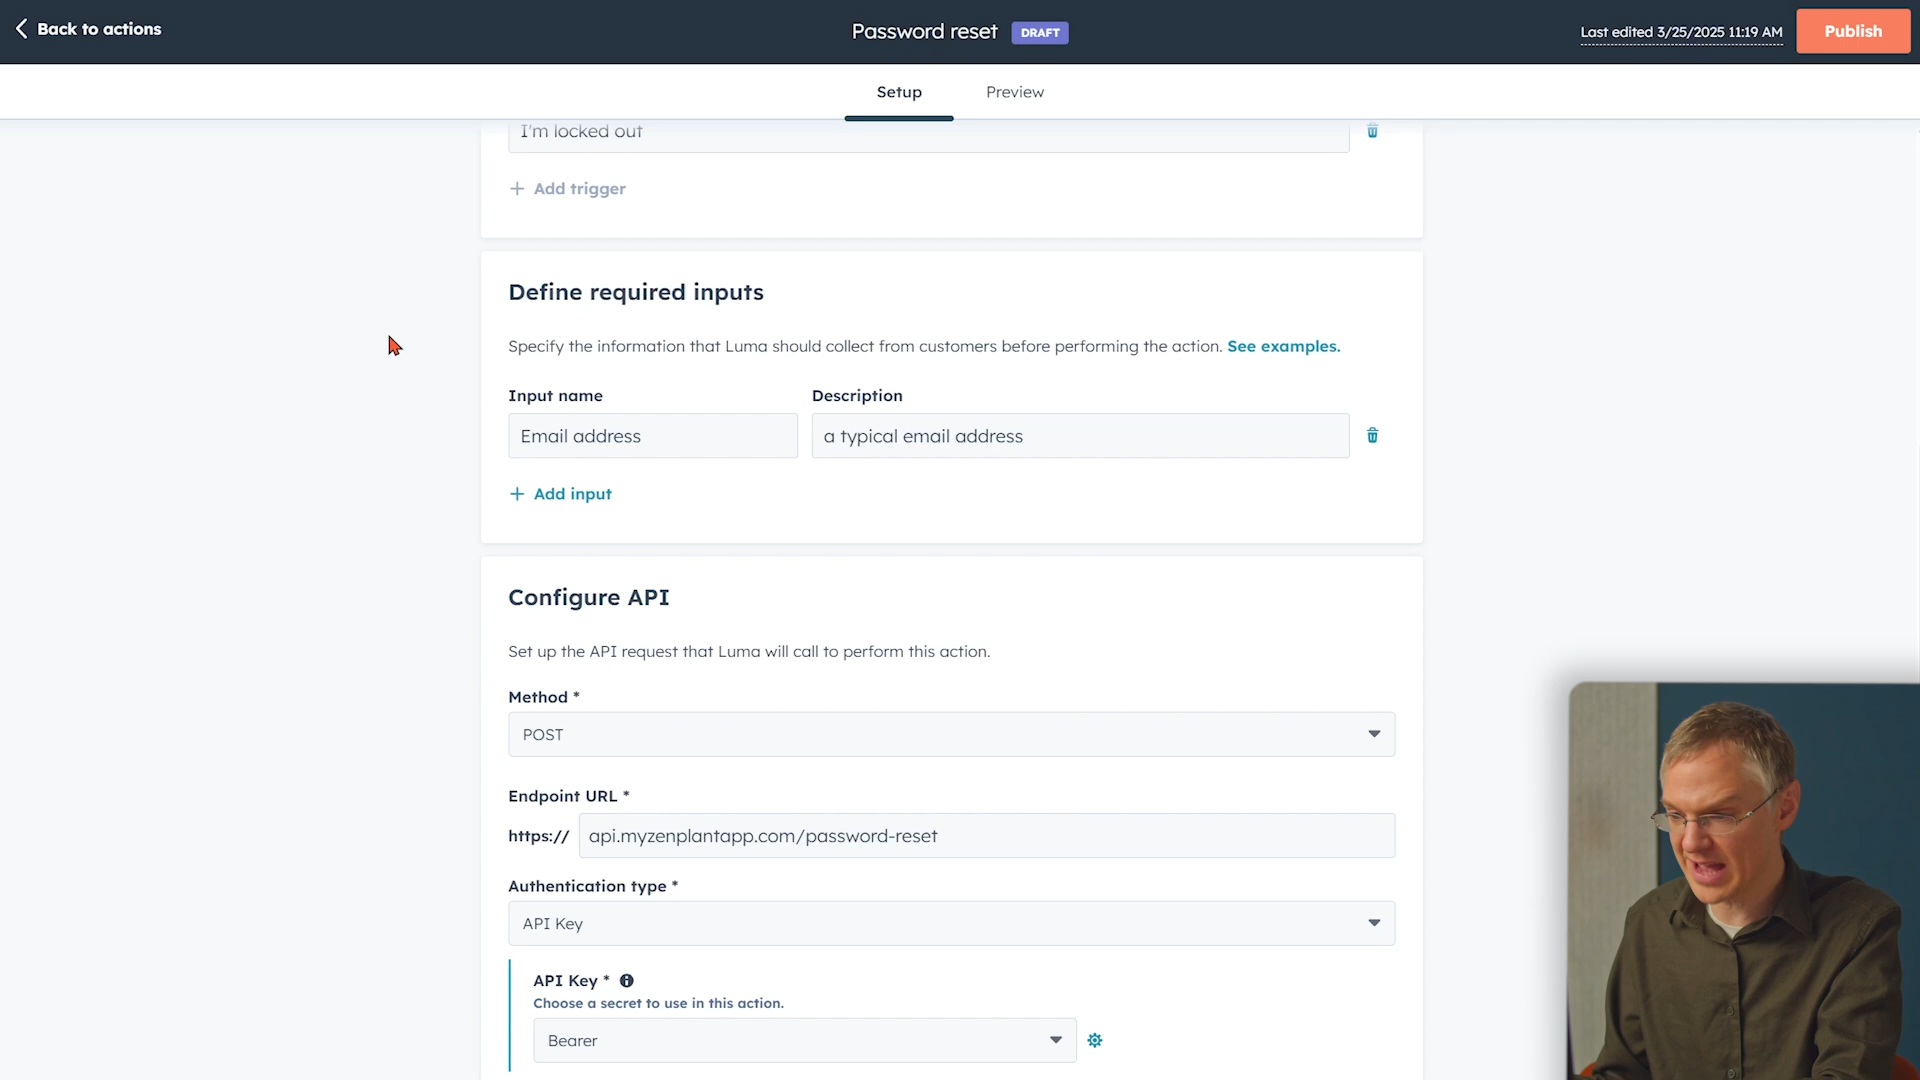 Back to actions
Password reset DRAFT
Last edited 3/25/2025 11:19 AM
Publish
Setup
Preview
I'm locked out
+ Add trigger
Define required inputs
Specify the information that Luma should collect from customers before performing the action. See examples.
Input name
Description
Email address
a typical email address
+ Add input
Configure API
Set up the API request that Luma will call to perform this action.
Method *
POST
Endpoint URL *
https:// api.myzenplantapp.com/password-reset
Authentication type *
API Key
API Key *
Choose a secret to use in this action.
Bearer